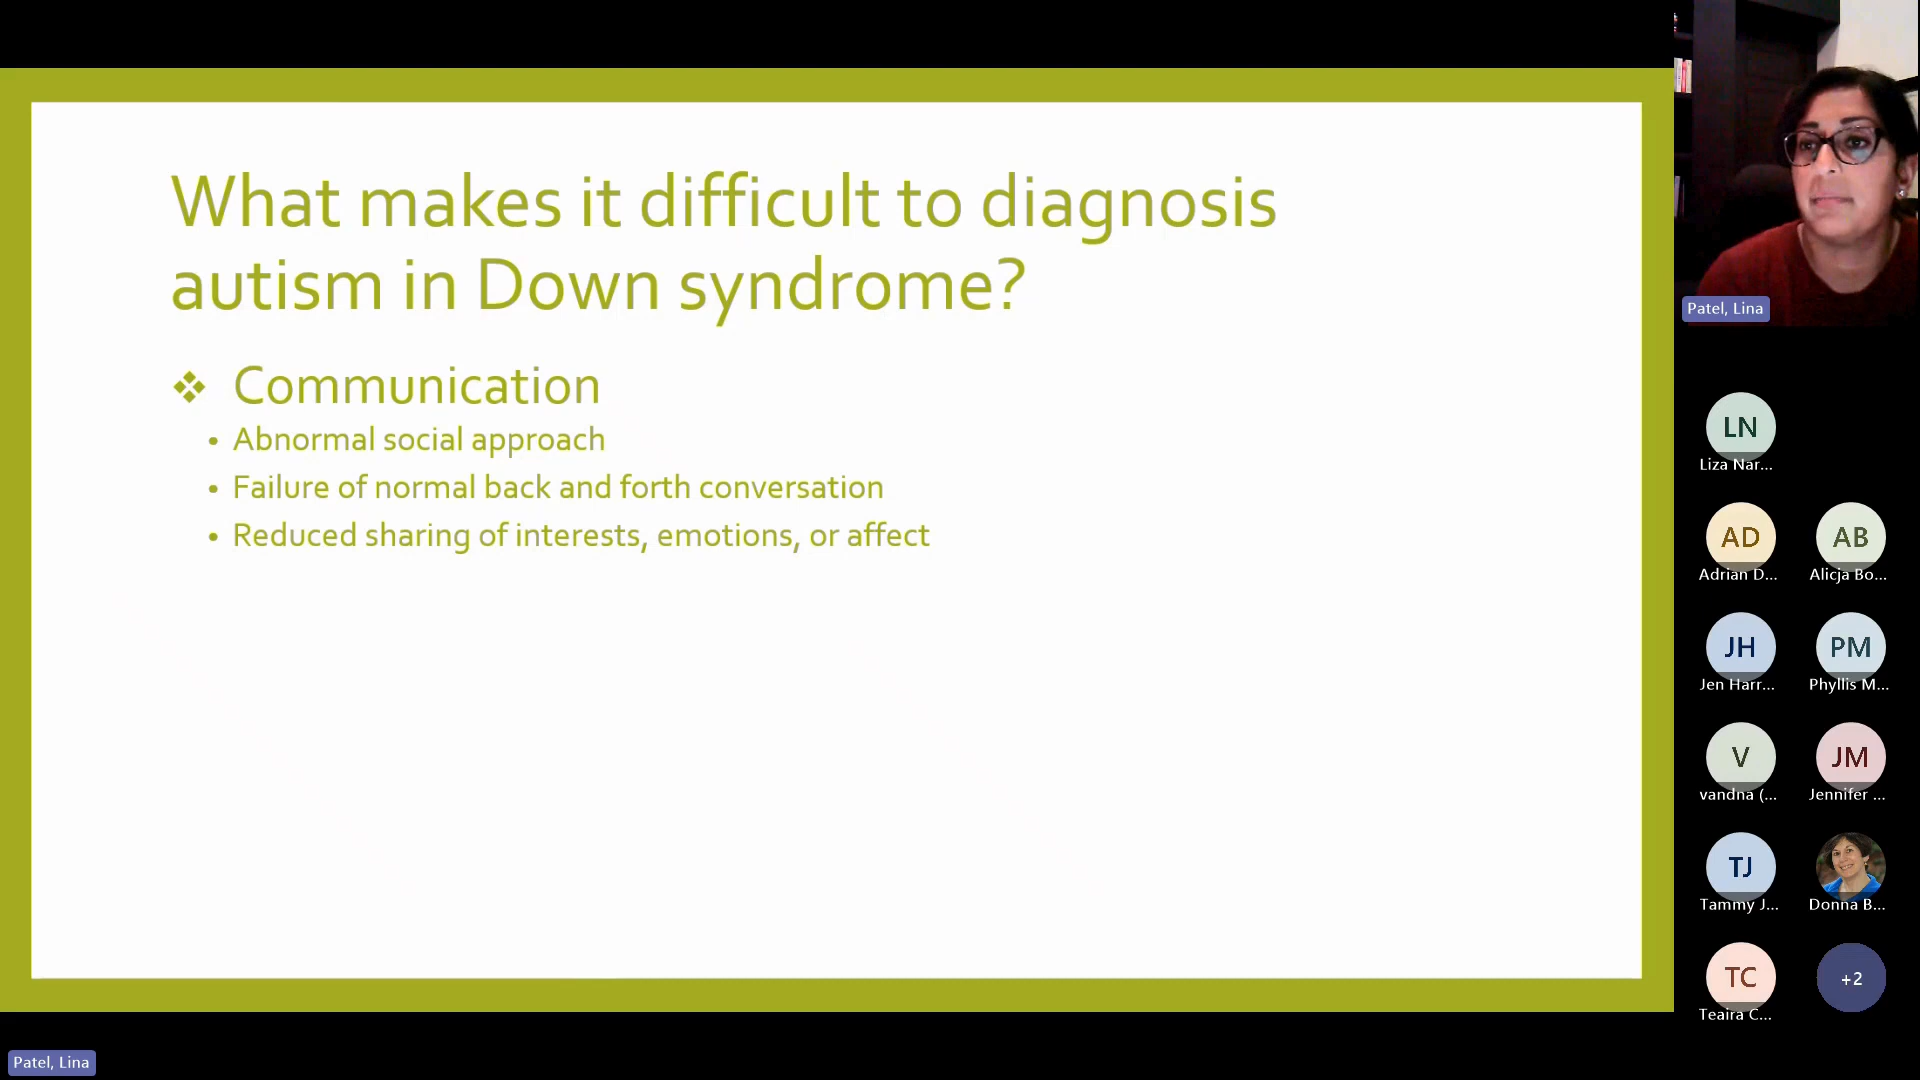 What makes it difficult to diagnosis
autism in Down syndrome?
❖ Communication
• Abnormal social approach
• Failure of normal back and forth conversation
• Reduced sharing of interests, emotions, or affect
Patel, Lina
LN
Liza Nar...
AD
Adrian D...
AB
Alicja Bo...
JH
Jen Harr...
PM
Phyllis M...
V
vandna (...
JM
Jennifer ...
TJ
Tammy J...
Donna B...
TC
Teaira C...
+2
Patel, Lina